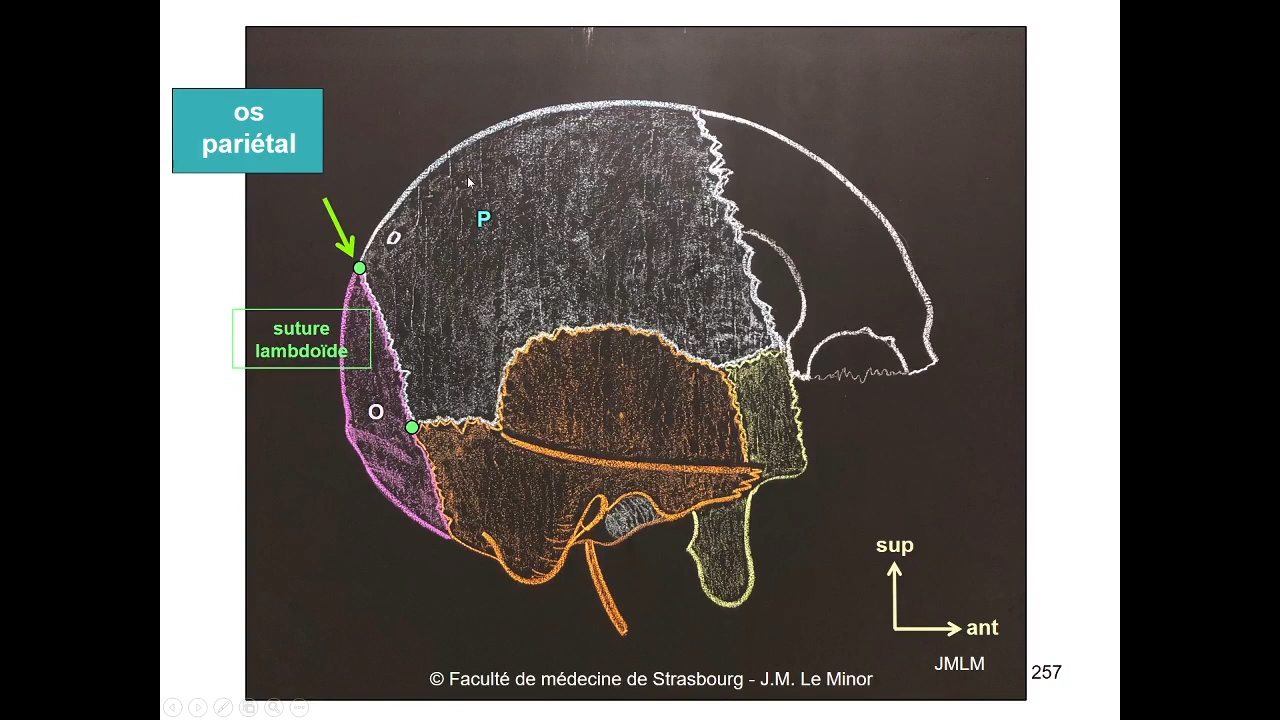 os
pariétal
P
suture
lambdoïde
O
sup
ant
JMLM
© Faculté de médecine de Strasbourg - J.M. Le Minor
257